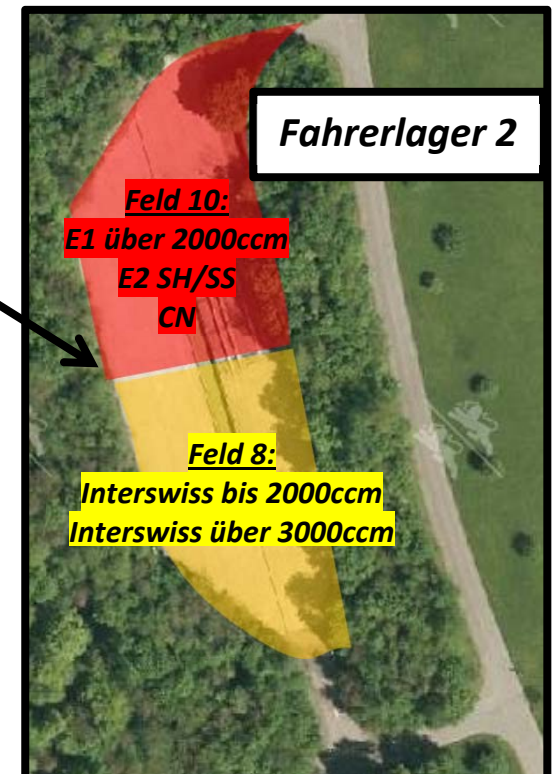 Fahrerlager 2
Feld 10:
E1 über 2000ccm
E2 SH/SS
CN
Feld 8:
Interswiss bis 2000ccm
Interswiss über 3000ccm